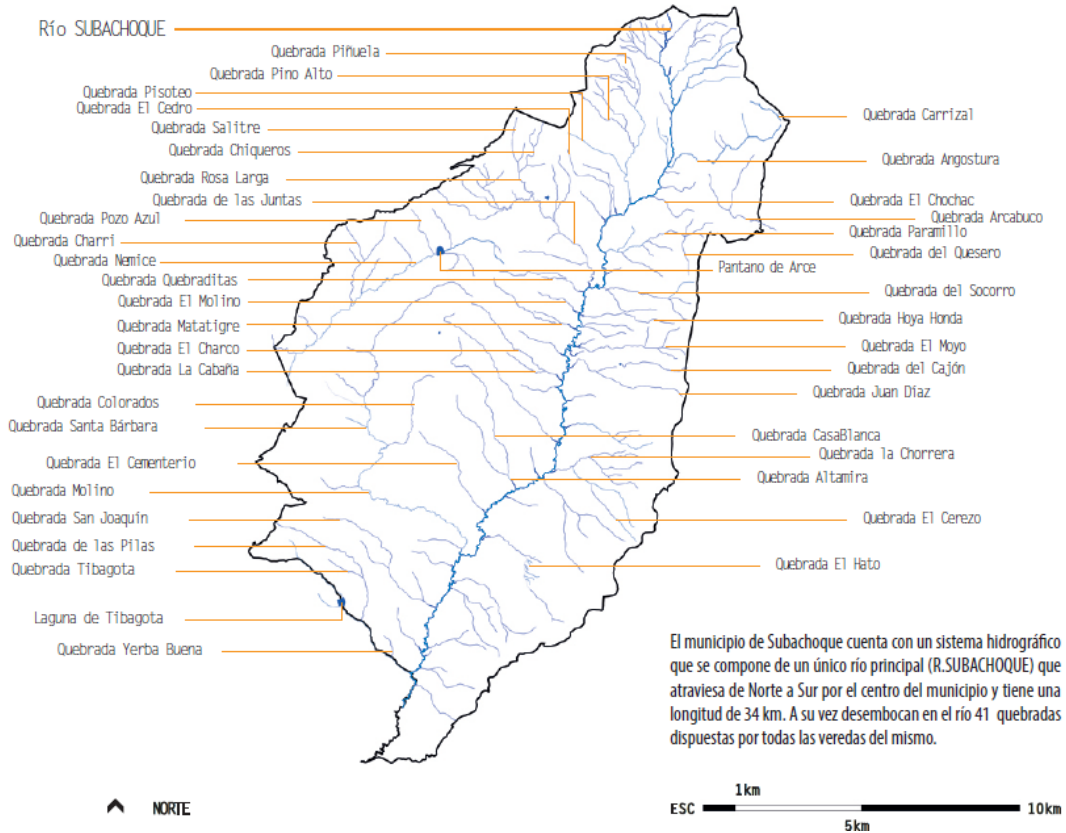 Río SUBACHOQUE
Quebrada Piñuela
Quebrada Pino Alto
Quebrada Pisoteo
Quebrada El Cedro
Quebrada Salitre
Quebrada Chiqueros
Quebrada Rosa Larga
Quebrada de las Juntas
Quebrada Pozo Azul
Quebrada Charrí
Quebrada Nemice
Quebrada Quebraditas
Quebrada El Molino
Quebrada Matatigre
Quebrada El Charco
Quebrada La Cabaña
Quebrada Colorados
Quebrada Santa Bárbara
Quebrada El Cementerio
Quebrada Molino
Quebrada San Joaquín
Quebrada de las Pilas
Quebrada Tibagota
Laguna de Tibagota
Quebrada Yerba Buena
Quebrada Carrizal
Quebrada Angostura
Quebrada El Chochac
Quebrada Arcabuco
Quebrada Paramillo
Quebrada del Quesero
Pantano de Arce
Quebrada del Socorro
Quebrada Hoya Honda
Quebrada El Moyo
Quebrada del Cajón
Quebrada Juan Díaz
Quebrada CasaBlanca
Quebrada la Chorrera
Quebrada Altamira
Quebrada El Cerezo
Quebrada El Hato
El municipio de Subachoque cuenta con un sistema hidrográfico
que se compone de un único río principal (R.SUBACHOQUE) que
atraviesa de Norte a Sur por el centro del municipio y tiene una
longitud de 34 km. A su vez desembocan en el río 41 quebradas
dispuestas por todas las veredas del mismo.
NORTE
1km
ESC
10km
5km